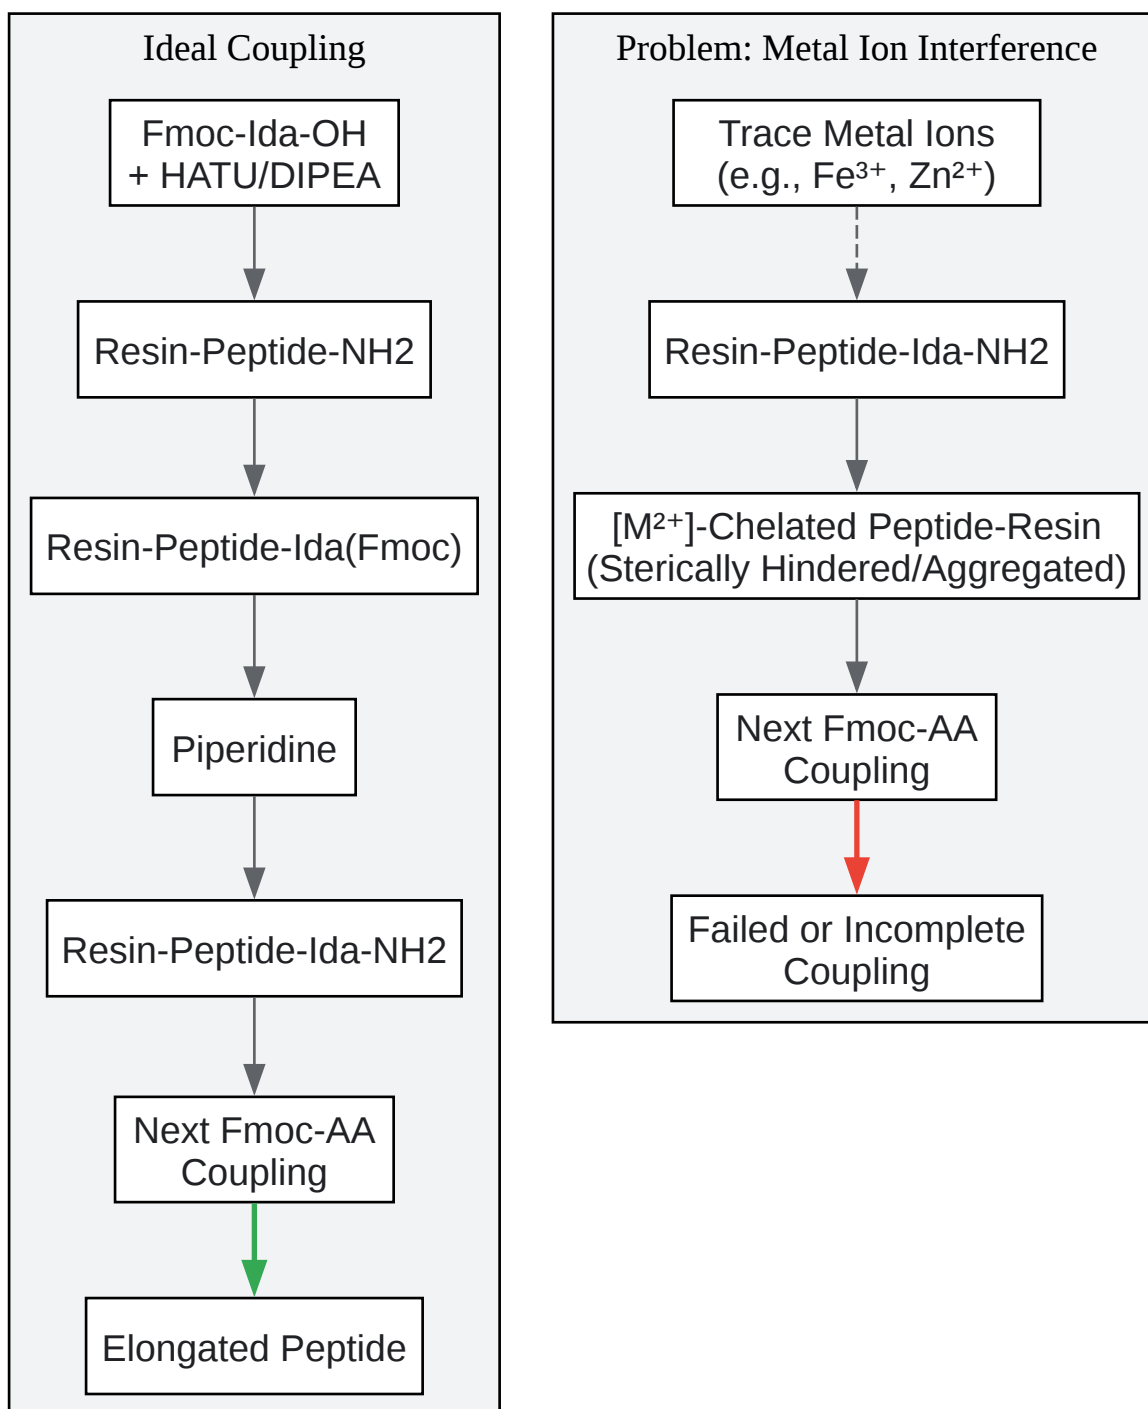 Ideal Coupling
Fmoc-Ida-OH
+ HATU/DIPEA
Resin-Peptide-NH2
Resin-Peptide-Ida(Fmoc)
Piperidine
Resin-Peptide-Ida-NH2
Next Fmoc-AA
Coupling
Elongated Peptide
Problem: Metal Ion Interference
Trace Metal Ions
(e.g., Fe³⁺, Zn²⁺)
Resin-Peptide-Ida-NH2
[M²⁺]-Chelated Peptide-Resin
(Sterically Hindered/Aggregated)
Next Fmoc-AA
Coupling
Failed or Incomplete
Coupling